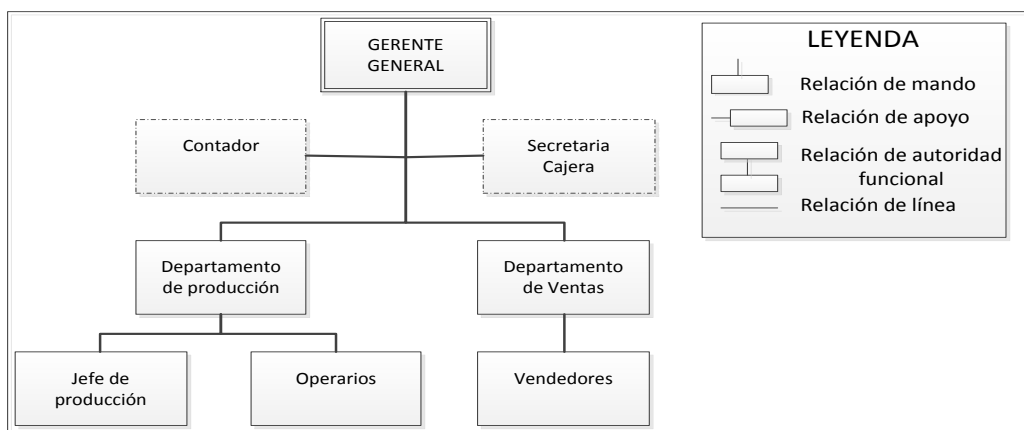 GERENTE
GENERAL
Contador
Secretaria
Cajera
Departamento
de producción
Departamento
de Ventas
Jefe de
producción
Operarios
Vendedores
LEYENDA
Relación de mando
Relación de apoyo
Relación de autoridad
funcional
Relación de línea